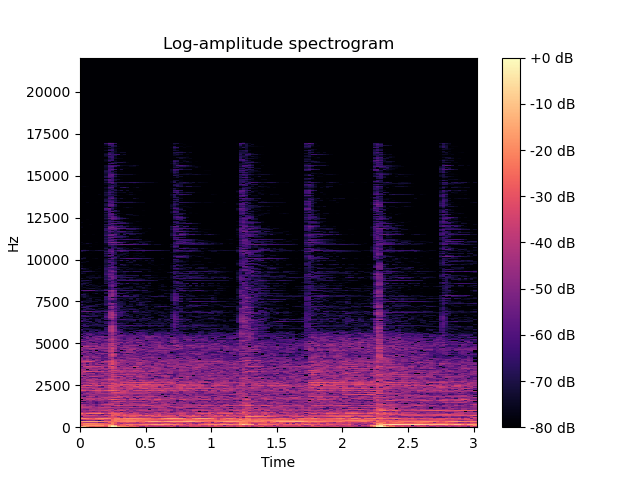 Log-amplitude spectrogram
Hz
20000
17500
15000
12500
10000
7500
5000
2500
0
0 0.5 1 1.5 2 2.5 3
Time
+0 dB
-10 dB
-20 dB
-30 dB
-40 dB
-50 dB
-60 dB
-70 dB
-80 dB